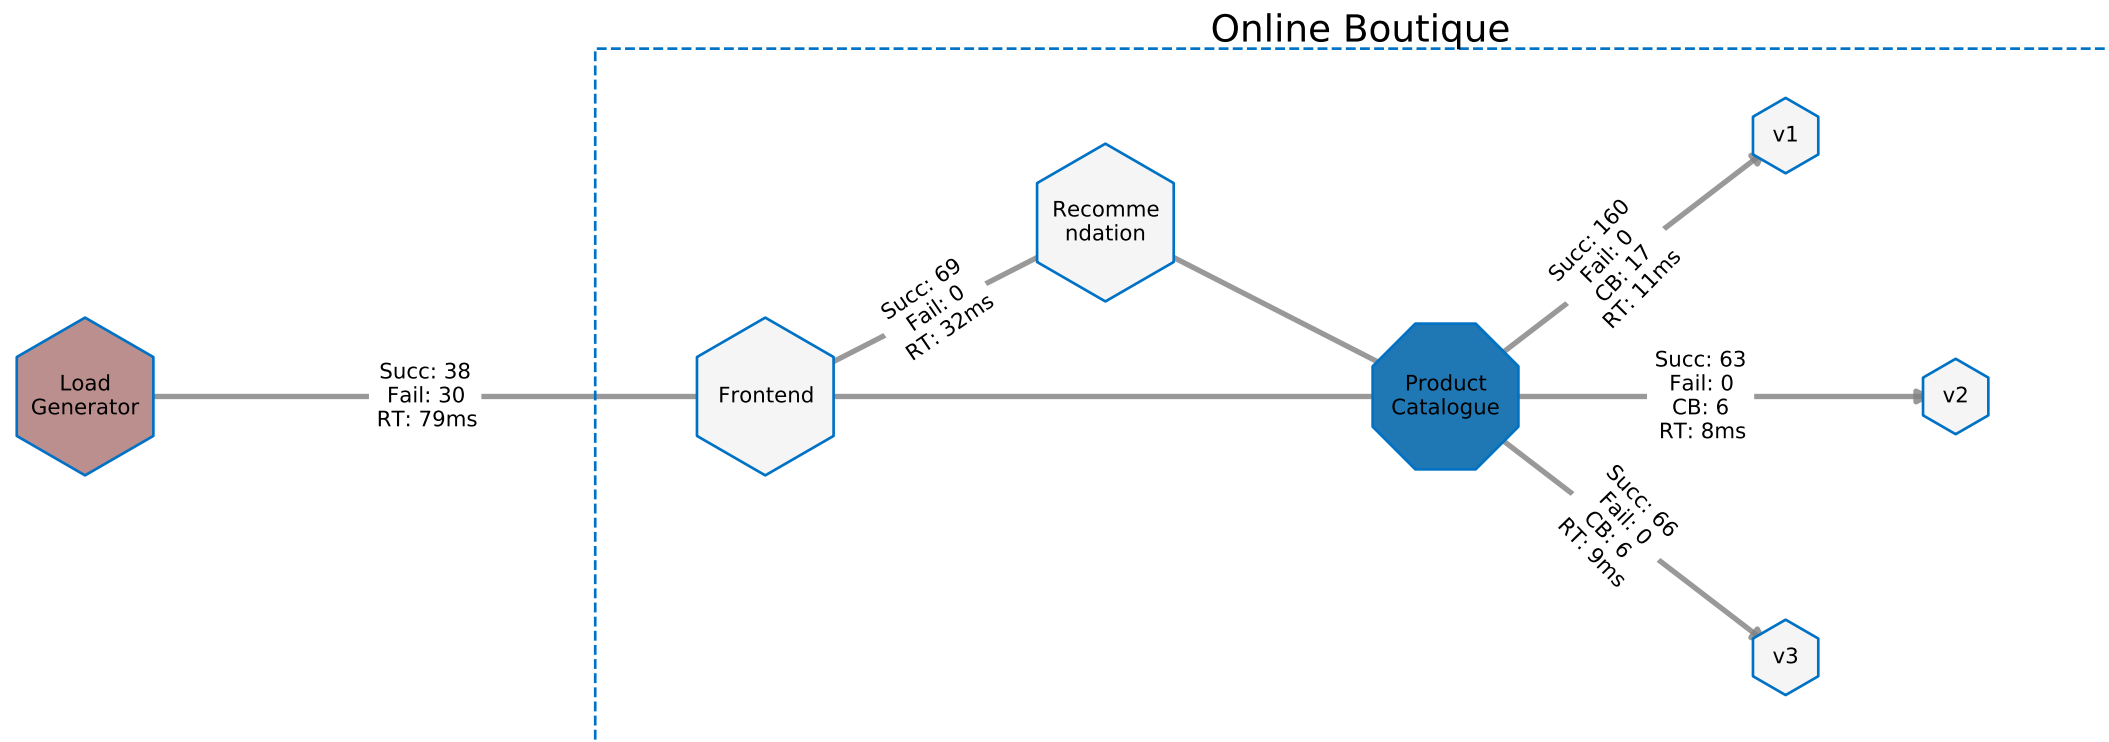 Online Boutique
Load
Generator
Succ: 38
Fail: 30
RT: 79ms
Frontend
Succ: 69
Fail: 0
RT: 32ms
Recomme
ndation
Product
Catalogue
Succ: 160
Fail: 0
CB: 17
RT: 11ms
v1
Succ: 63
Fail: 0
CB: 6
RT: 8ms
v2
Succ: 66
Fail: 0
CB: 6
RT: 9ms
v3